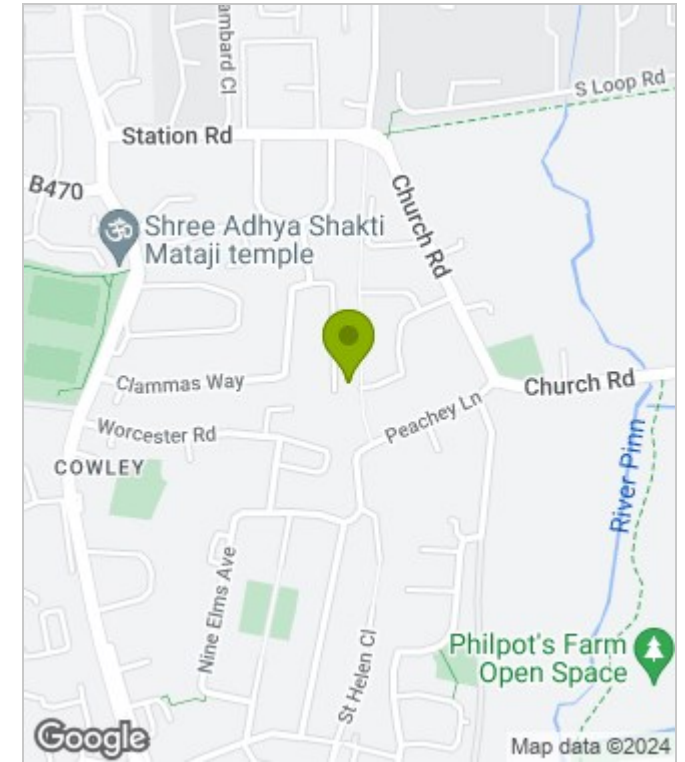 ambard Cl
S Loop Rd
Station Rd
B470
Church Rd
Shree Adhya Shakti
Mataji temple
Clammas Way
Church Rd
Peachey Ln
Worcester Rd
COWLEY
River Pinn
Nine Elms Ave
St Helen Cl
Philpot's Farm
Open Space
Google
Map data ©2024